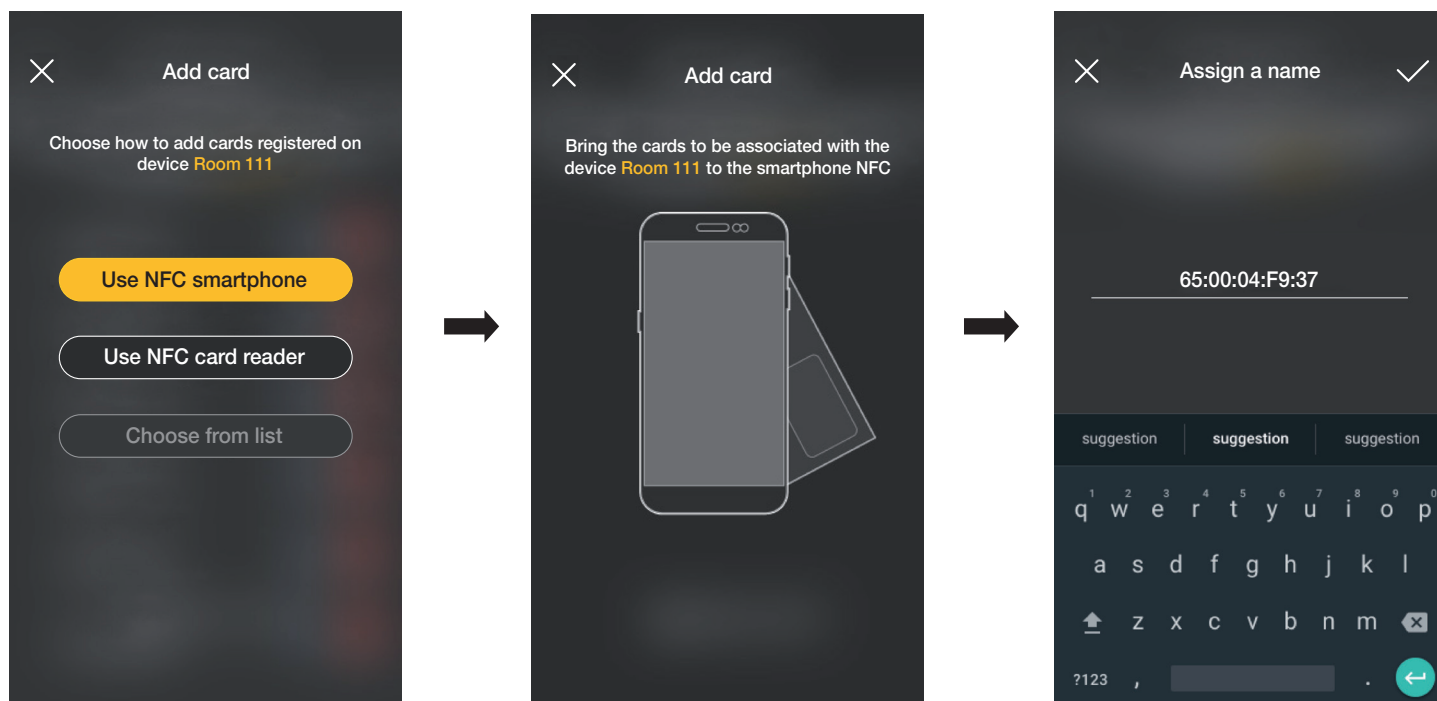 Add card
Choose how to add cards registered on
device Room 111
Use NFC smartphone
Use NFC card reader
Choose from list
Add card
Bring the cards to be associated with the
device Room 111 to the smartphone NFC
Assign a name
65:00:04:F9:37
suggestion suggestion suggestion
1 2 3 4 5 6 7 8 9 0
q w e r t y u i o p
a s d f g h j k l
z x c v b n m
?123 , .